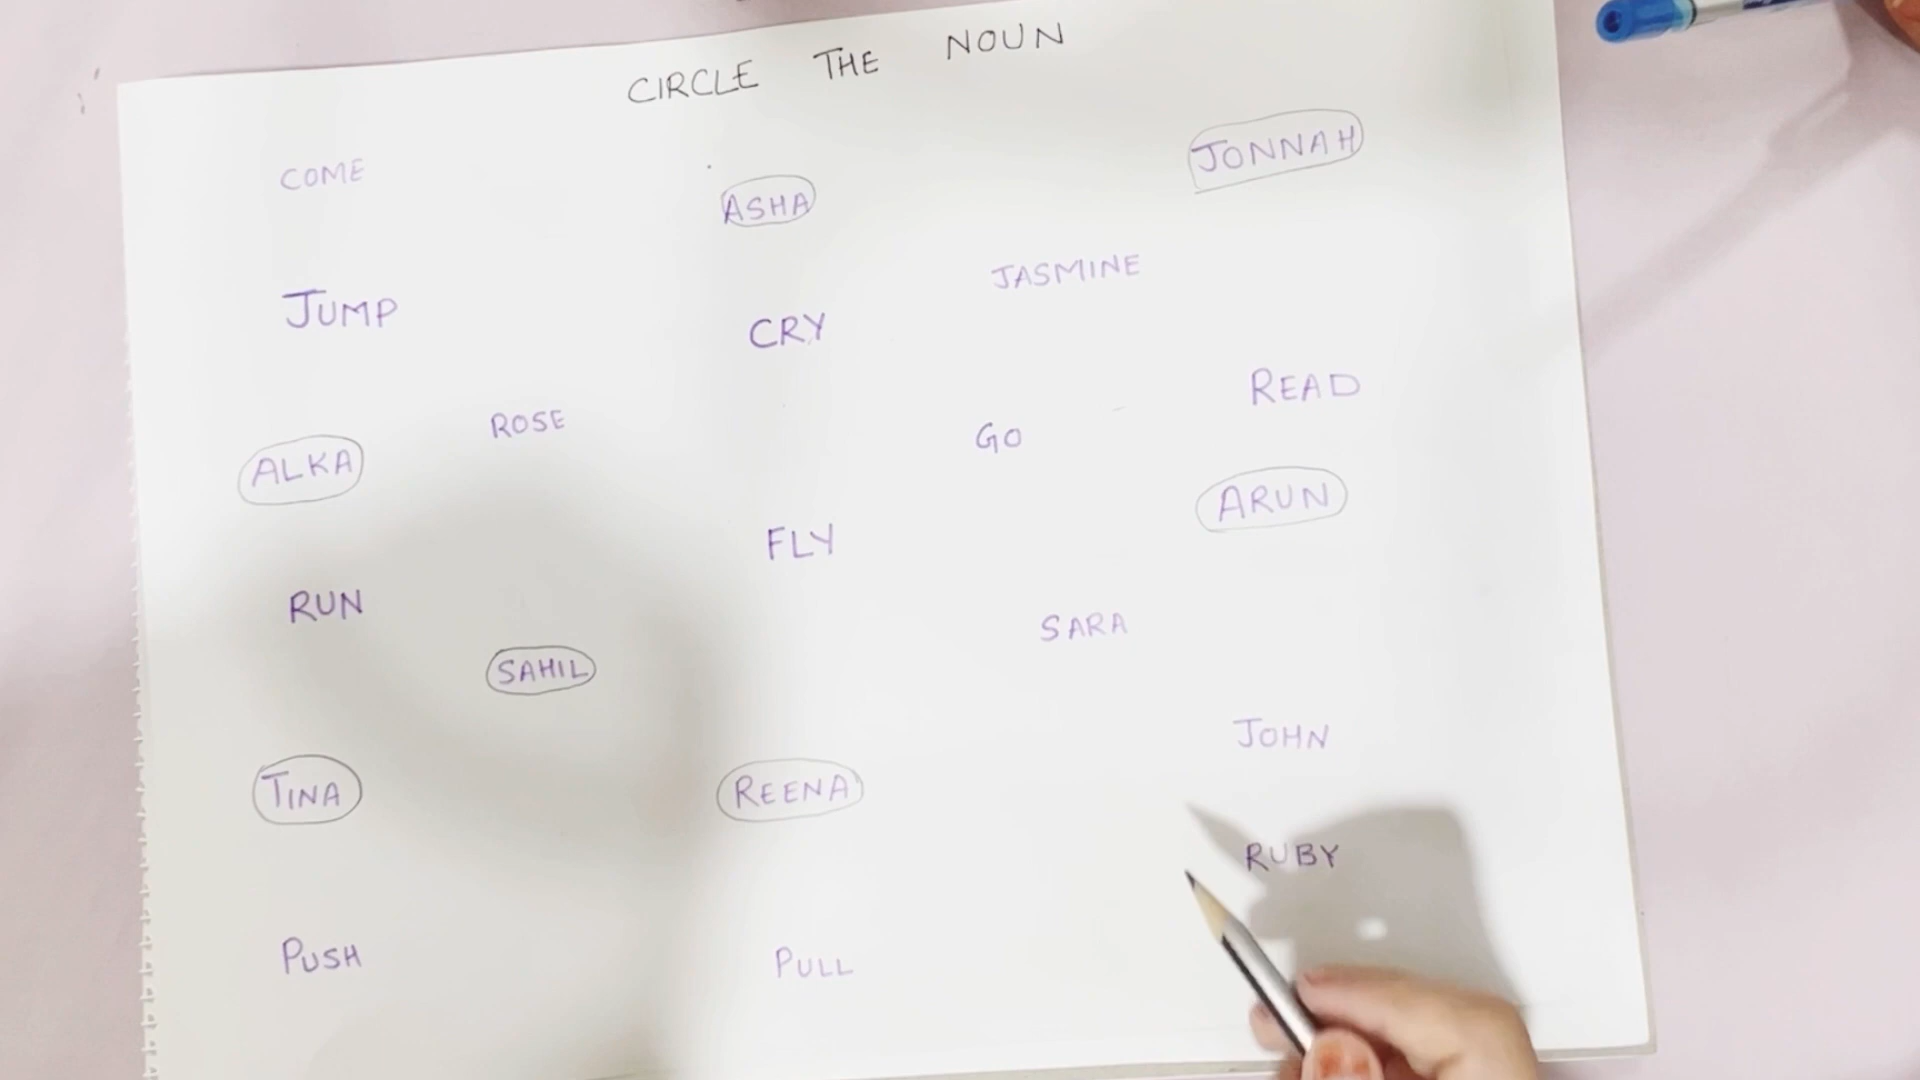 CIRCLE THE NOUN
COME
ASHA
JONNAH
JUMP
CRY
JASMINE
ROSE
GO
READ
ALKA
FLY
ARUN
RUN
SARA
SAHIL
JOHN
TINA
REENA
RUBY
PUSH
PULL